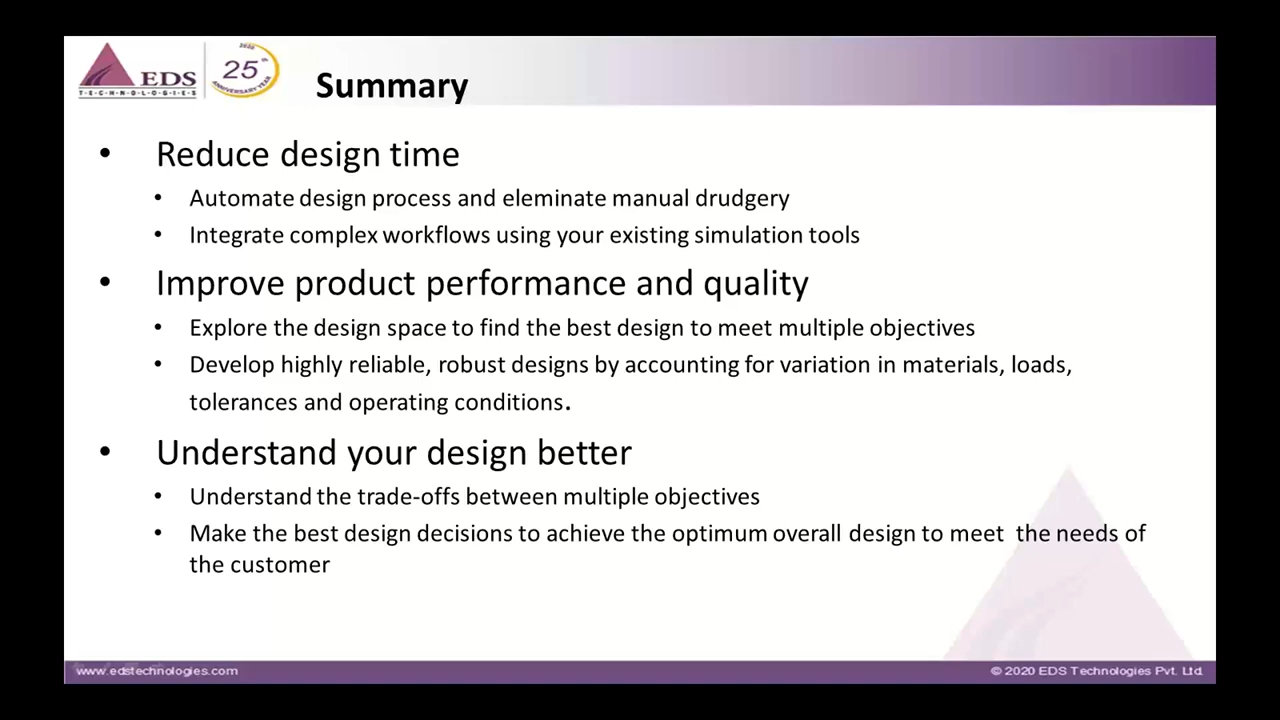 EDS
T·E·C·H·N·O·L·O·G·I·E·S
2020
25th
ANNIVERSARY YEAR
Summary
• Reduce design time
• Automate design process and eleminate manual drudgery
• Integrate complex workflows using your existing simulation tools
• Improve product performance and quality
• Explore the design space to find the best design to meet multiple objectives
• Develop highly reliable, robust designs by accounting for variation in materials, loads,
tolerances and operating conditions.
• Understand your design better
• Understand the trade-offs between multiple objectives
• Make the best design decisions to achieve the optimum overall design to meet  the needs of
the customer
www.edstechnologies.com
© 2020 EDS Technologies Pvt. Ltd